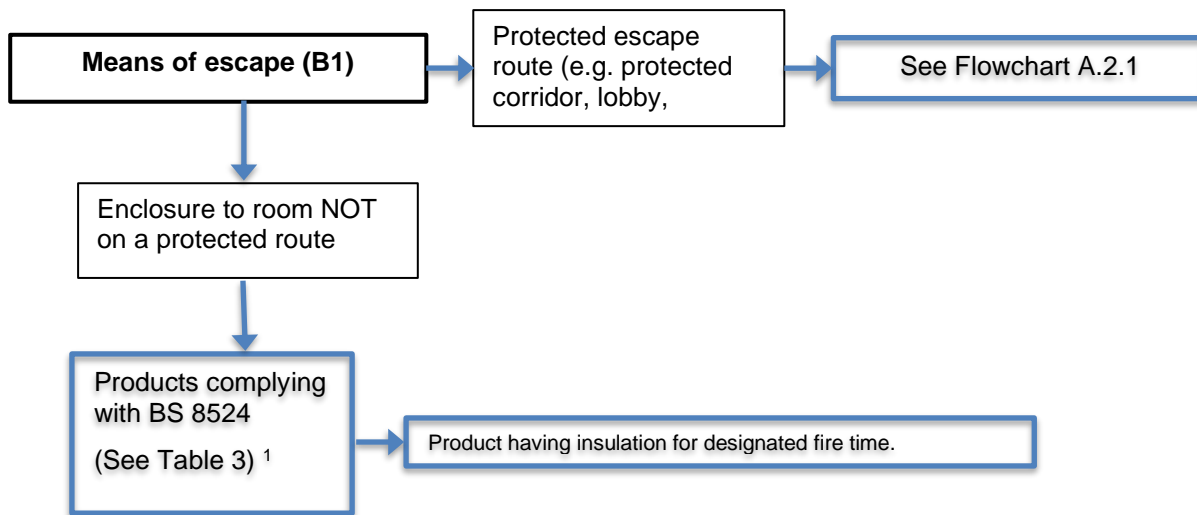 Means of escape (B1)
Protected escape
route (e.g. protected
corridor, lobby,
See Flowchart A.2.1
Enclosure to room NOT
on a protected route
Products complying
with BS 8524
(See Table 3) ¹
Product having insulation for designated fire time.